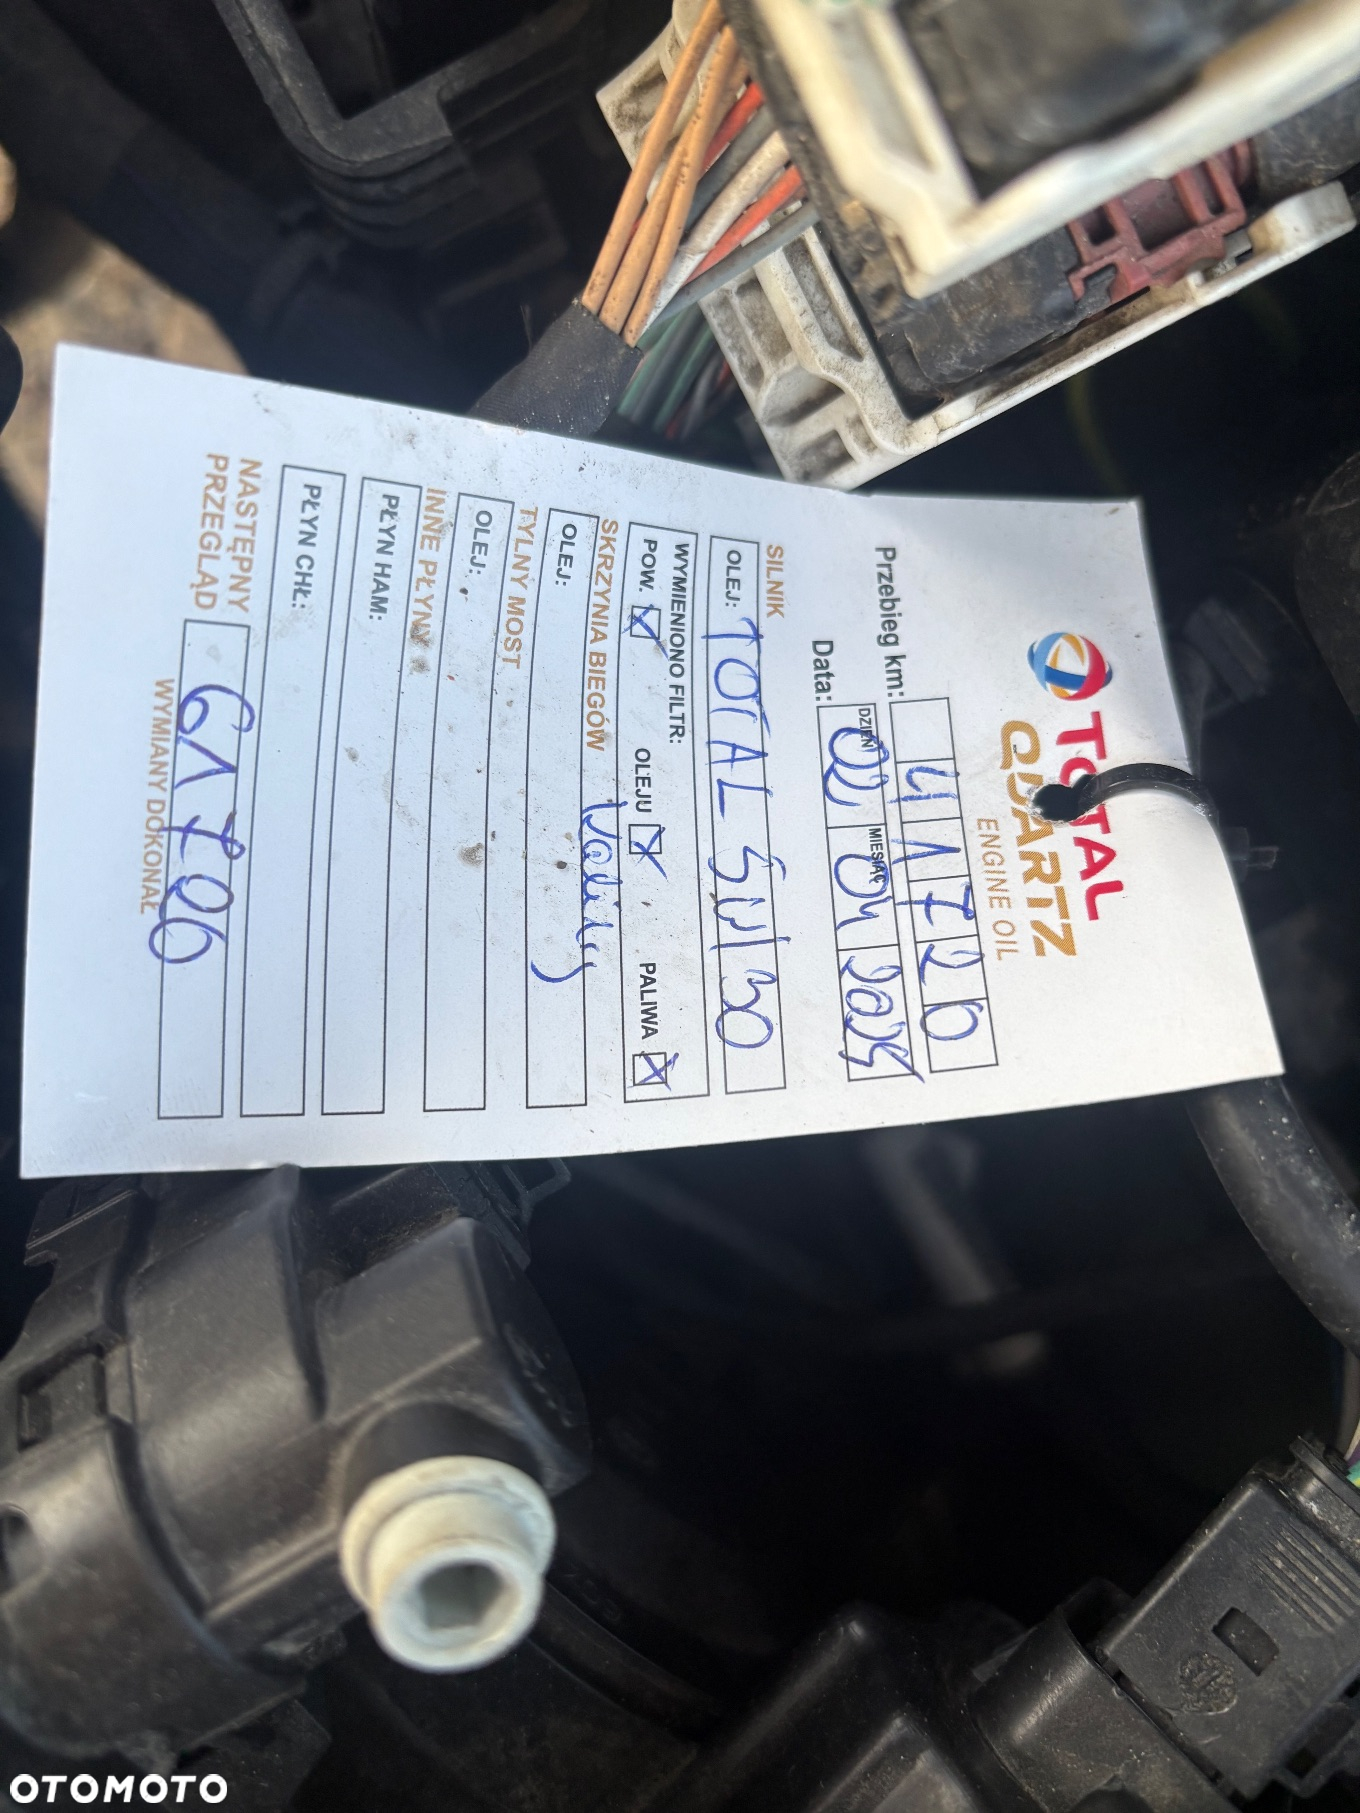 TOTAL
QUARTZ
ENGINE OIL
Przebieg km: 41720
DZIEŃ MIESIĄC
Data: 02 04 2025
SILNIK
OLEJ: TOTAL 5W30
WYMIENIONO FILTR:
POW. X OLEJU X PALIWA X
SKRZYNIA BIEGÓW
OLEJ:
TYLNY MOST
OLEJ:
INNE PŁYNY
PŁYN HAM:
PŁYN CHŁ:
NASTĘPNY
PRZEGLĄD 61720
WYMIANY DOKONAŁ
OTOMOTO